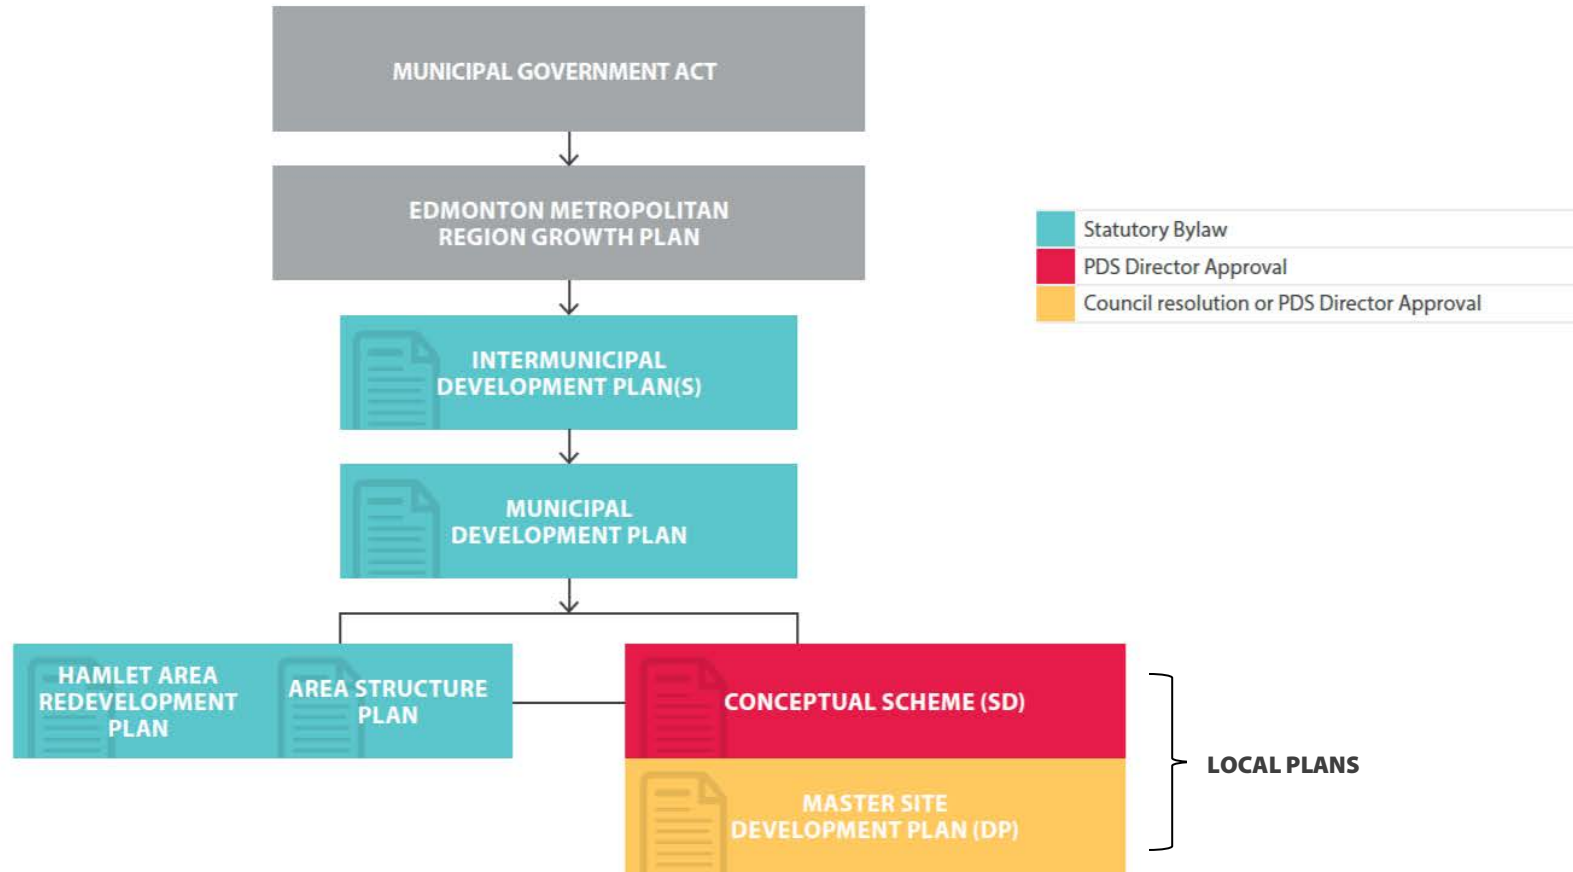 MUNICIPAL GOVERNMENT ACT
EDMONTON METROPOLITAN
REGION GROWTH PLAN
Statutory Bylaw
PDS Director Approval
Council resolution or PDS Director Approval
INTERMUNICIPAL
DEVELOPMENT PLAN(S)
MUNICIPAL
DEVELOPMENT PLAN
HAMLET AREA
REDEVELOPMENT
PLAN
AREA STRUCTURE
PLAN
CONCEPTUAL SCHEME (SD)
MASTER SITE
DEVELOPMENT PLAN (DP)
LOCAL PLANS